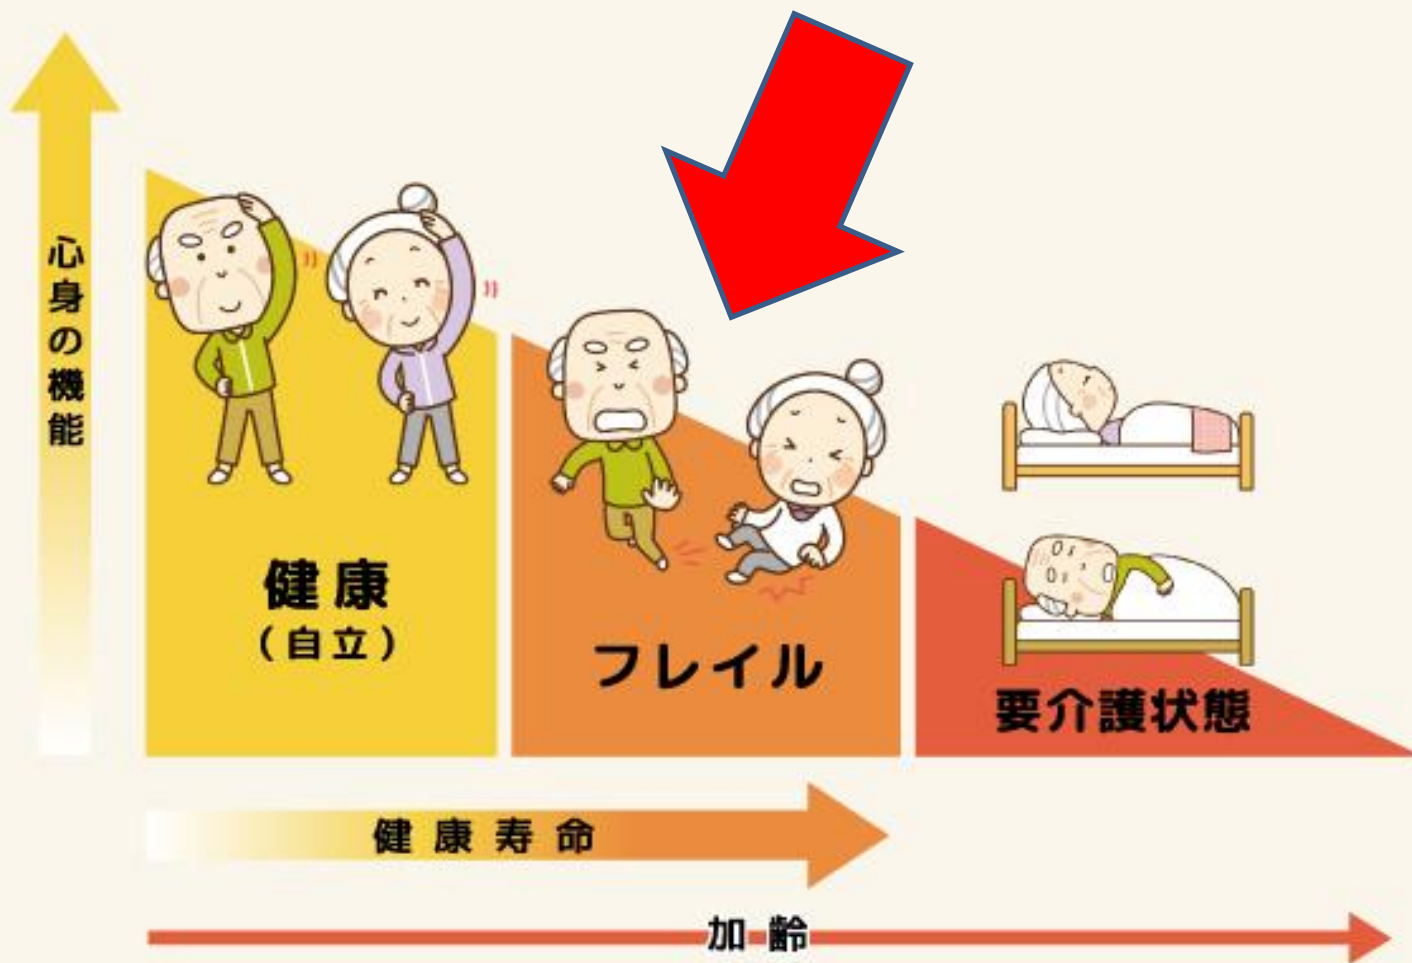 心身の機能
健康
（自立）
フレイル
要介護状態
健康寿命
加齢